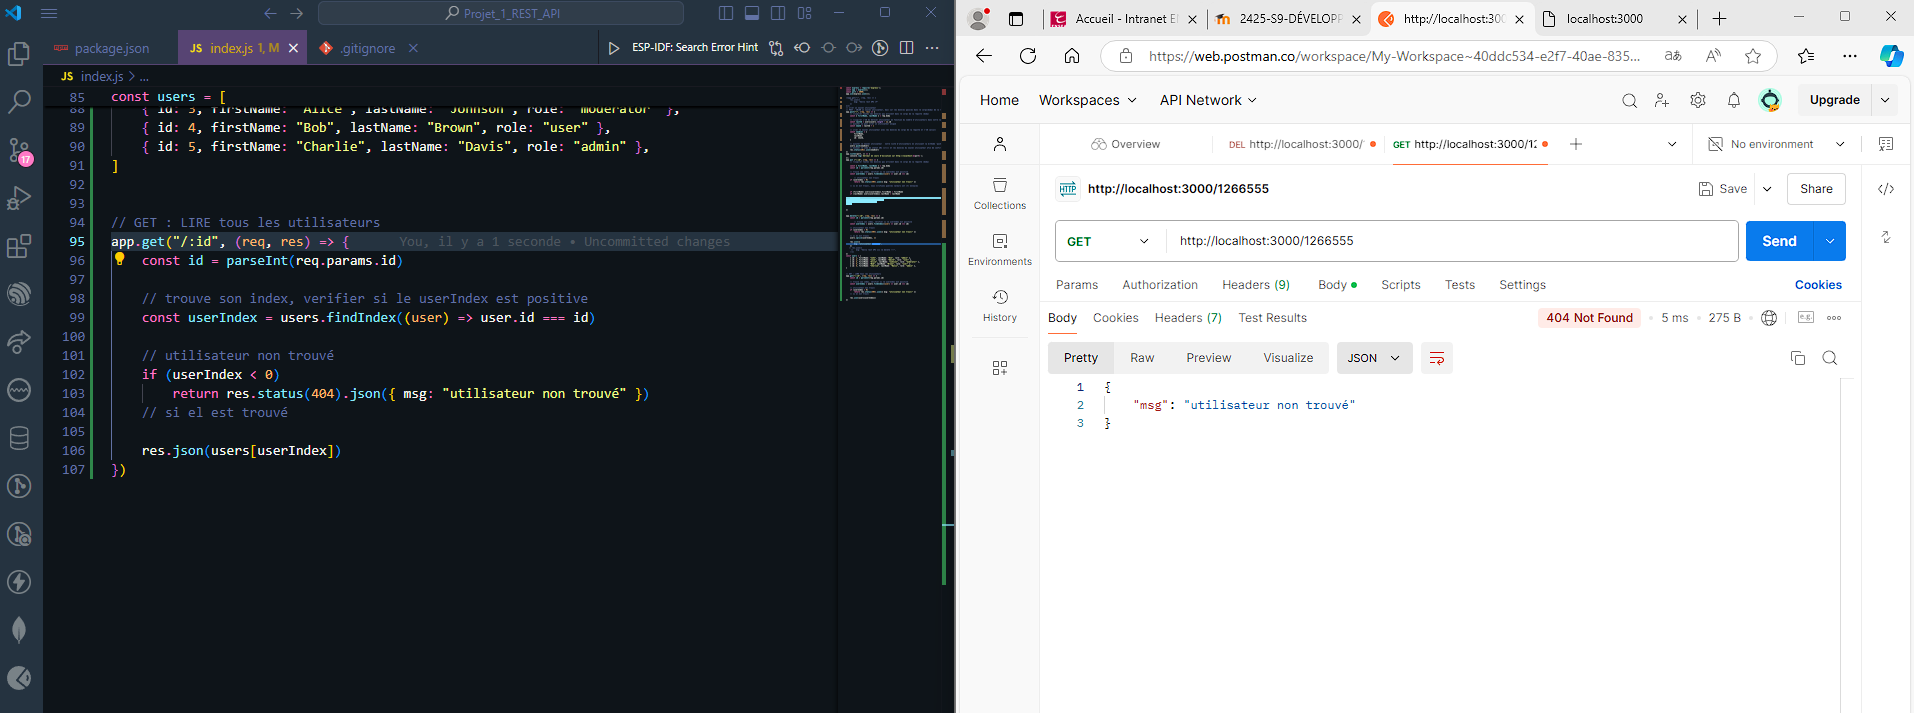 Projet_1_REST_API
package.json
JS index.js 1, M
.gitignore
ESP-IDF: Search Error Hint
JS index.js > ...
85 const users = [
88 { id: 3, firstName: "Alice", lastName: "Johnson", role: "moderator" },
89 { id: 4, firstName: "Bob", lastName: "Brown", role: "user" },
90 { id: 5, firstName: "Charlie", lastName: "Davis", role: "admin" },
91 ]
92
93
94 // GET : LIRE tous les utilisateurs
95 app.get("/:id", (req, res) => { You, il y a 1 seconde • Uncommitted changes
96 const id = parseInt(req.params.id)
97
98 // trouve son index, verifier si le userIndex est positive
99 const userIndex = users.findIndex((user) => user.id === id)
100
101 // utilisateur non trouvé
102 if (userIndex < 0)
103 return res.status(404).json({ msg: "utilisateur non trouvé" })
104 // si el est trouvé
105
106 res.json(users[userIndex])
107 })
17
Accueil - Intranet EN
2425-S9-DÉVELOPP
http://localhost:300
localhost:3000
https://web.postman.co/workspace/My-Workspace~40ddc534-e2f7-40ae-835...
Home
Workspaces
API Network
Upgrade
Overview
DEL http://localhost:3000/
GET http://localhost:3000/12
No environment
Collections
Environments
History
HTTP http://localhost:3000/1266555
Save
Share
GET
http://localhost:3000/1266555
Send
Params
Authorization
Headers (9)
Body
Scripts
Tests
Settings
Cookies
Body
Cookies
Headers (7)
Test Results
404 Not Found
5 ms
275 B
e.g.
Pretty
Raw
Preview
Visualize
JSON
1 {
2 "msg": "utilisateur non trouvé"
3 }